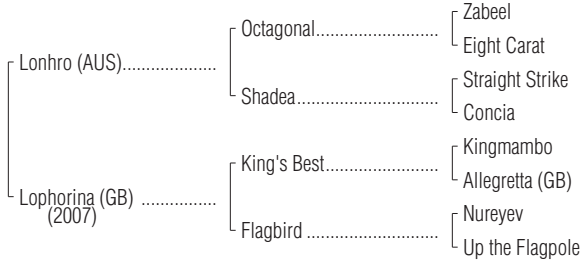 Zabeel
Octagonal
Eight Carat
Lonhro (AUS)
Straight Strike
Shadea
Concia
Kingmambo
King's Best
Allegretta (GB)
Lophorina (GB)
(2007)
Nureyev
Flagbird
Up the Flagpole